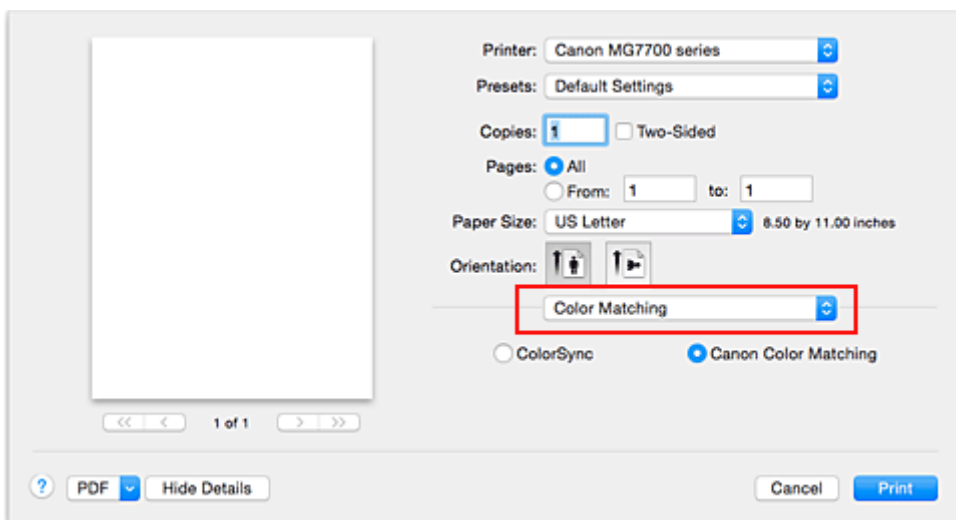 Printer: Canon MG7700 series
Presets: Default Settings
Copies: 1 Two-Sided
Pages: All
From: 1 to: 1
Paper Size: US Letter 8.50 by 11.00 inches
Orientation:
Color Matching
ColorSync Canon Color Matching
<< < 1 of 1 > >>
? PDF Hide Details Cancel Print